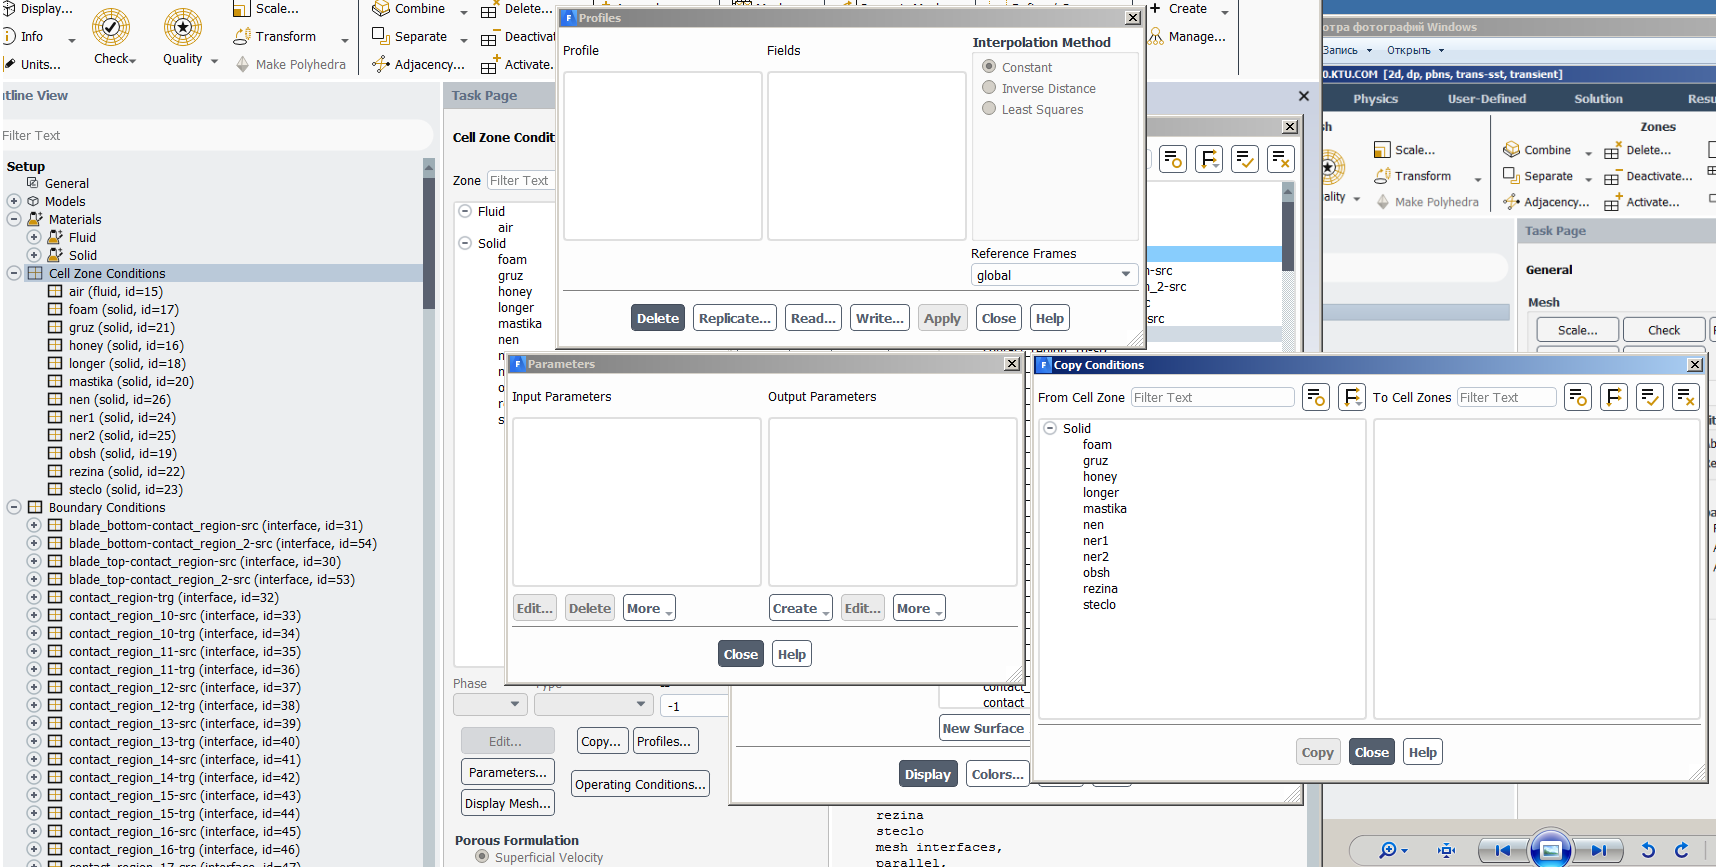 Display...
Info
Units...
Check
Quality
Scale...
Transform
Make Polyhedra
Combine
Separate
Adjacency...
Delete...
Deactivat
Activate.
Create
Manage...
utline View
Filter Text
Setup
General
Models
Materials
Fluid
Solid
Cell Zone Conditions
air (fluid, id=15)
foam (solid, id=17)
gruz (solid, id=21)
honey (solid, id=16)
longer (solid, id=18)
mastika (solid, id=20)
nen (solid, id=26)
ner1 (solid, id=24)
ner2 (solid, id=25)
obsh (solid, id=19)
rezina (solid, id=22)
steclo (solid, id=23)
Boundary Conditions
blade_bottom-contact_region-src (interface, id=31)
blade_bottom-contact_region_2-src (interface, id=54)
blade_top-contact_region-src (interface, id=30)
blade_top-contact_region_2-src (interface, id=53)
contact_region-trg (interface, id=32)
contact_region_10-src (interface, id=33)
contact_region_10-trg (interface, id=34)
contact_region_11-src (interface, id=35)
contact_region_11-trg (interface, id=36)
contact_region_12-src (interface, id=37)
contact_region_12-trg (interface, id=38)
contact_region_13-src (interface, id=39)
contact_region_13-trg (interface, id=40)
contact_region_14-src (interface, id=41)
contact_region_14-trg (interface, id=42)
contact_region_15-src (interface, id=43)
contact_region_15-trg (interface, id=44)
contact_region_16-src (interface, id=45)
contact_region_16-trg (interface, id=46)
Task Page
Cell Zone Condit
Zone Filter Text
Fluid
air
Solid
foam
gruz
honey
longer
mastika
nen
Phase
-1
Edit...
Copy...
Profiles...
Parameters...
Operating Conditions...
Display Mesh...
Porous Formulation
Superficial Velocity
Profiles
Profile
Fields
Interpolation Method
Constant
Inverse Distance
Least Squares
Reference Frames
global
Delete
Replicate...
Read...
Write...
Apply
Close
Help
Parameters
Input Parameters
Output Parameters
Edit...
Delete
More
Create
Edit...
More
Close
Help
-src
_2-src
src
contact_
contact
New Surface
Display
Colors...
rezina
steclo
mesh interfaces,
parallel,
Copy Conditions
From Cell Zone Filter Text
To Cell Zones Filter Text
Solid
foam
gruz
honey
longer
mastika
nen
ner1
ner2
obsh
rezina
steclo
Copy
Close
Help
отра фотографий Windows
Запись
Открыть
0.KTU.COM [2d, dp, pbns, trans-sst, transient]
Physics
User-Defined
Solution
Resu
sh
Zones
Scale...
Transform
Make Polyhedra
ality
Combine
Separate
Adjacency...
Delete...
Deactivate...
Activate...
Task Page
General
Mesh
Scale...
Check